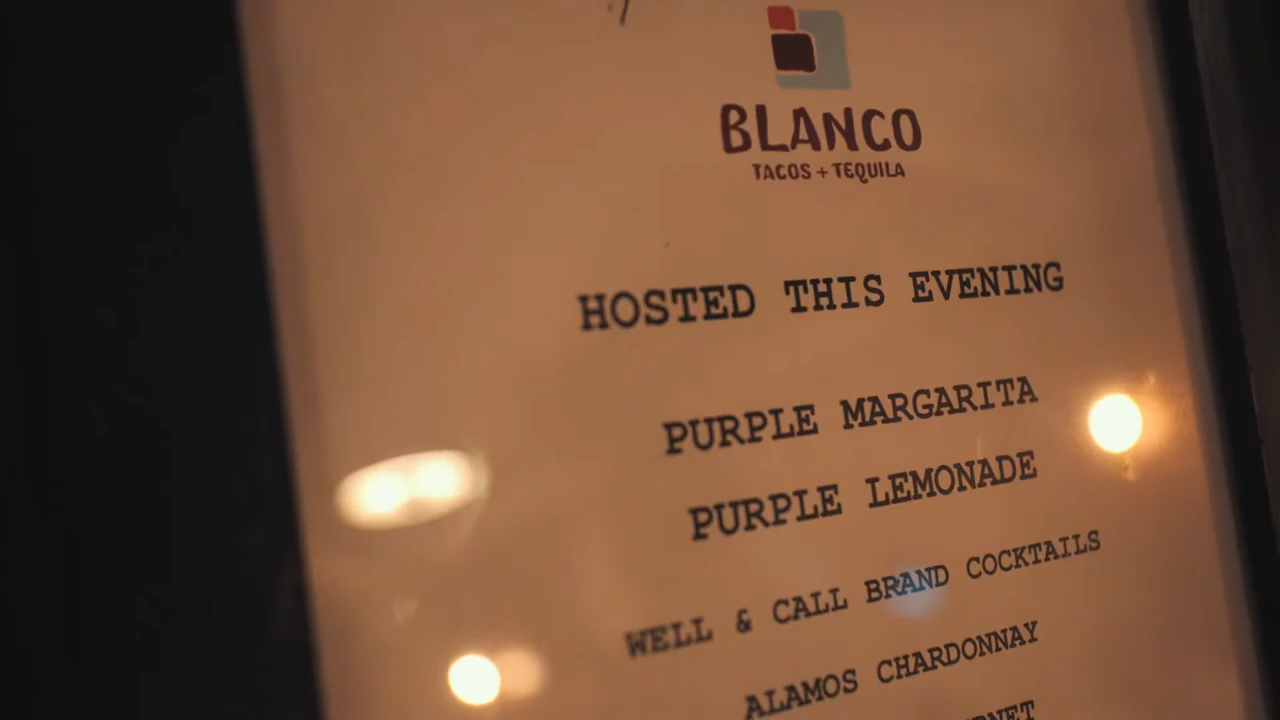 BLANCO
TACOS + TEQUILA
HOSTED THIS EVENING
PURPLE MARGARITA
PURPLE LEMONADE
WELL & CALL BRAND COCKTAILS
ALAMOS CHARDONNAY